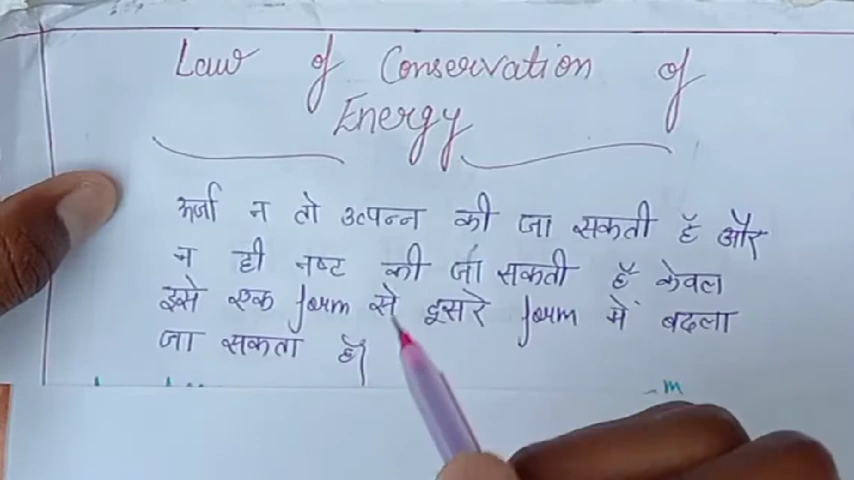 Law of Conservation of
Energy
ऊर्जा न तो उत्पन्न की जा सकती हैं और
न ही नष्ट की जा सकती हैं केवल
इसे एक form से दूसरे form में बदला
जा सकता हैं।